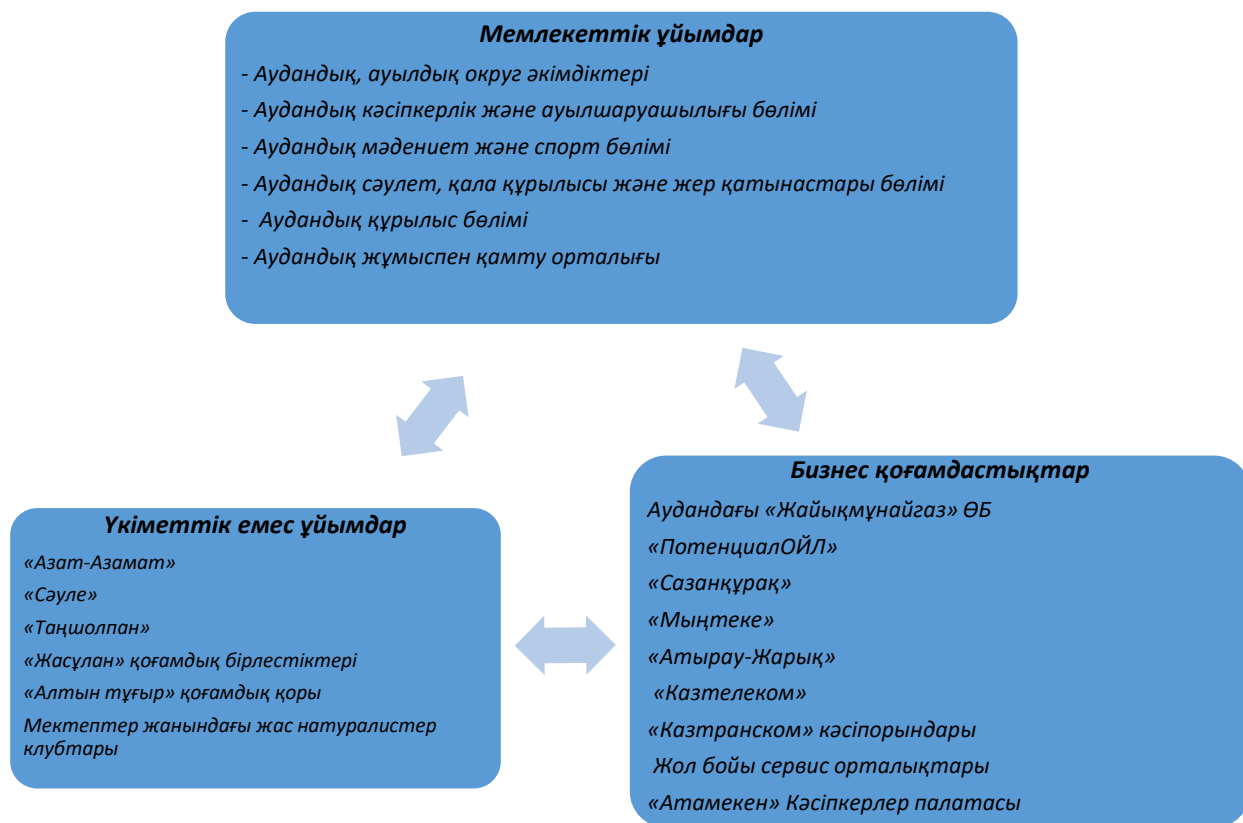 Мемлекеттік ұйымдар
- Аудандық, ауылдық округ әкімдіктері
- Аудандық кәсіпкерлік және ауылшаруашылығы бөлімі
- Аудандық мәдениет және спорт бөлімі
- Аудандық сәулет, қала құрылысы және жер қатынастары бөлімі
- Аудандық құрылыс бөлімі
- Аудандық жұмыспен қамту орталығы
Үкіметтік емес ұйымдар
«Азат-Азамат»
«Сәуле»
«Таңшолпан»
«Жасұлан» қоғамдық бірлестіктері
«Алтын тұғыр» қоғамдық қоры
Мектептер жанындағы жас натуралистер
клубтары
Бизнес қоғамдастықтар
Аудандағы «Жайықмұнайгаз» ӨБ
«ПотенциалОЙЛ»
«Сазанқұрақ»
«Мыңтеке»
«Атырау-Жарық»
«Казтелеком»
«Казтранском» кәсіпорындары
Жол бойы сервис орталықтары
«Атамекен» Кәсіпкерлер палатасы